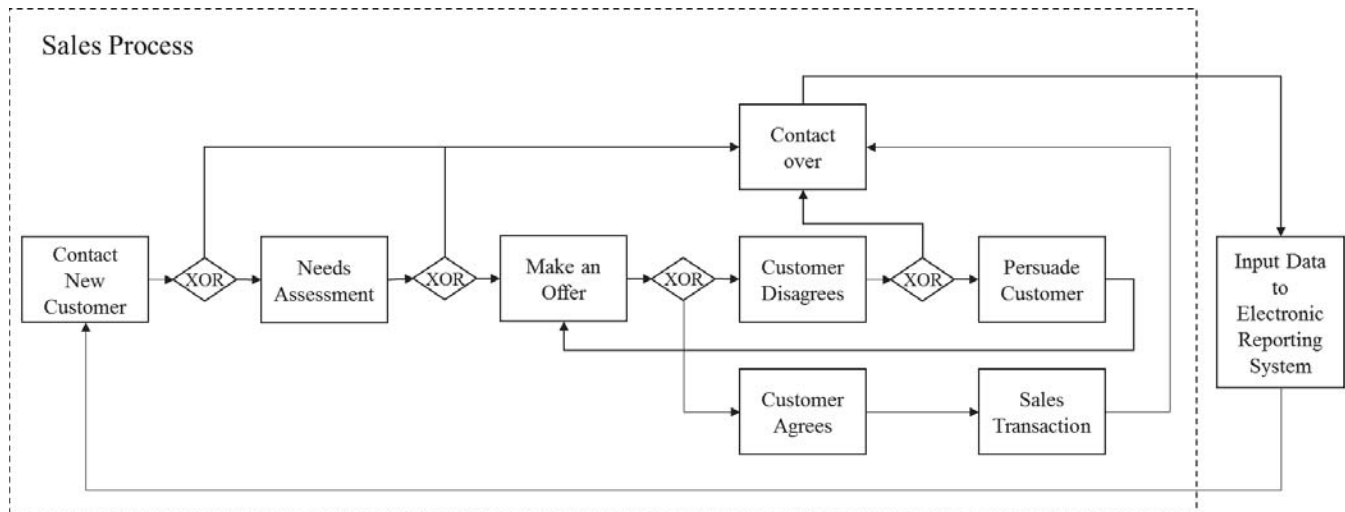 Sales Process
Contact
over
Contact
New
Customer
XOR
Needs
Assessment
XOR
Make an
Offer
XOR
Customer
Disagrees
XOR
Persuade
Customer
Input Data
to
Electronic
Reporting
System
Customer
Agrees
Sales
Transaction